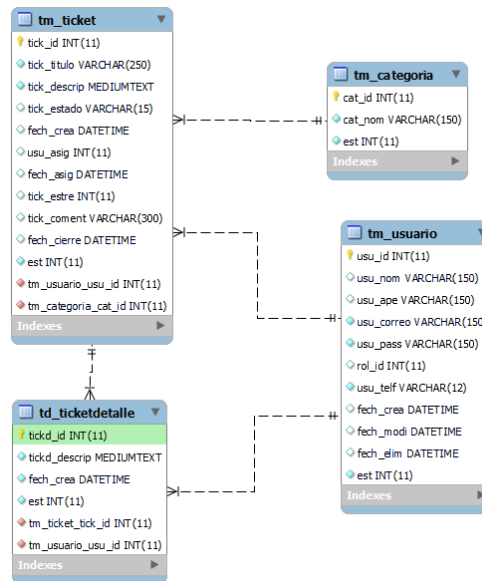 tm_ticket
tick_id INT(11)
tick_titulo VARCHAR(250)
tick_descrip MEDIUMTEXT
tick_estado VARCHAR(15)
fech_crea DATETIME
usu_asig INT(11)
fech_asig DATETIME
tick_estre INT(11)
tick_coment VARCHAR(300)
fech_cierre DATETIME
est INT(11)
tm_usuario_usu_id INT(11)
tm_categoria_cat_id INT(11)
Indexes
tm_categoria
cat_id INT(11)
cat_nom VARCHAR(150)
est INT(11)
Indexes
tm_usuario
usu_id INT(11)
usu_nom VARCHAR(150)
usu_ape VARCHAR(150)
usu_correo VARCHAR(150
usu_pass VARCHAR(150)
rol_id INT(11)
usu_telf VARCHAR(12)
fech_crea DATETIME
fech_modi DATETIME
fech_elim DATETIME
est INT(11)
Indexes
td_ticketdetalle
tickd_id INT(11)
tickd_descrip MEDIUMTEXT
fech_crea DATETIME
est INT(11)
tm_ticket_tick_id INT(11)
tm_usuario_usu_id INT(11)
Indexes